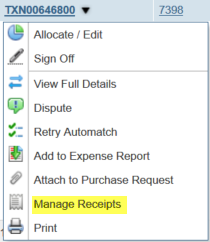 TXN00646800 7398
Allocate / Edit
Sign Off
View Full Details
Dispute
Retry Automatch
Add to Expense Report
Attach to Purchase Request
Manage Receipts
Print